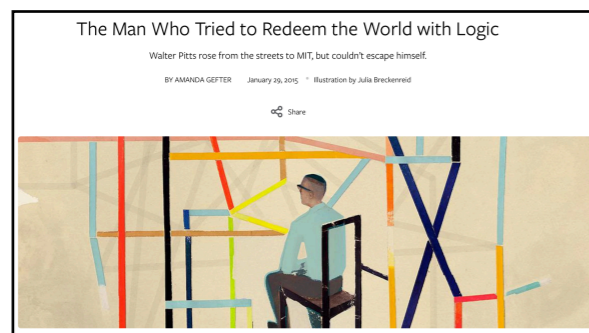 The Man Who Tried to Redeem the World with Logic
Walter Pitts rose from the streets to MIT, but couldn't escape himself.
BY AMANDA GEFTER January 29, 2015 Illustration by Julia Breckenreid
Share